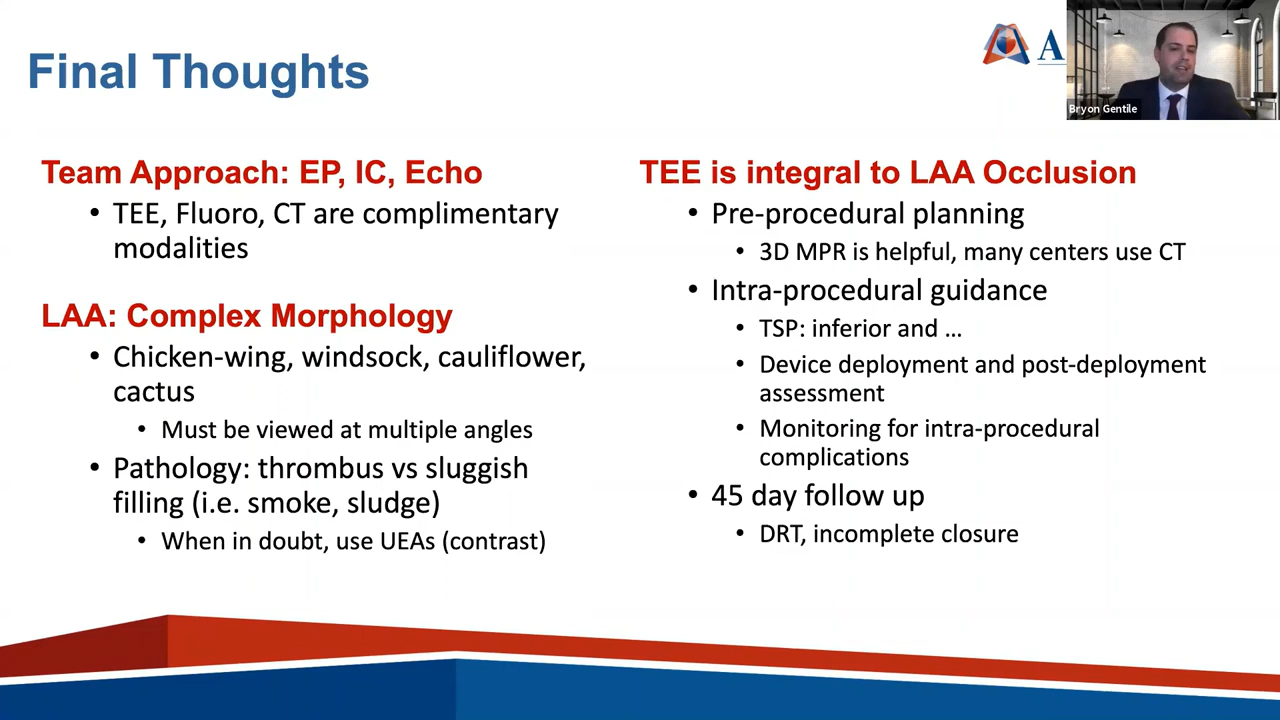 Final Thoughts
A
Bryon Gentile
Team Approach: EP, IC, Echo
• TEE, Fluoro, CT are complimentary
modalities
LAA: Complex Morphology
• Chicken-wing, windsock, cauliflower,
cactus
• Must be viewed at multiple angles
• Pathology: thrombus vs sluggish
filling (i.e. smoke, sludge)
• When in doubt, use UEAs (contrast)
TEE is integral to LAA Occlusion
• Pre-procedural planning
• 3D MPR is helpful, many centers use CT
• Intra-procedural guidance
• TSP: inferior and …
• Device deployment and post-deployment
assessment
• Monitoring for intra-procedural
complications
• 45 day follow up
• DRT, incomplete closure